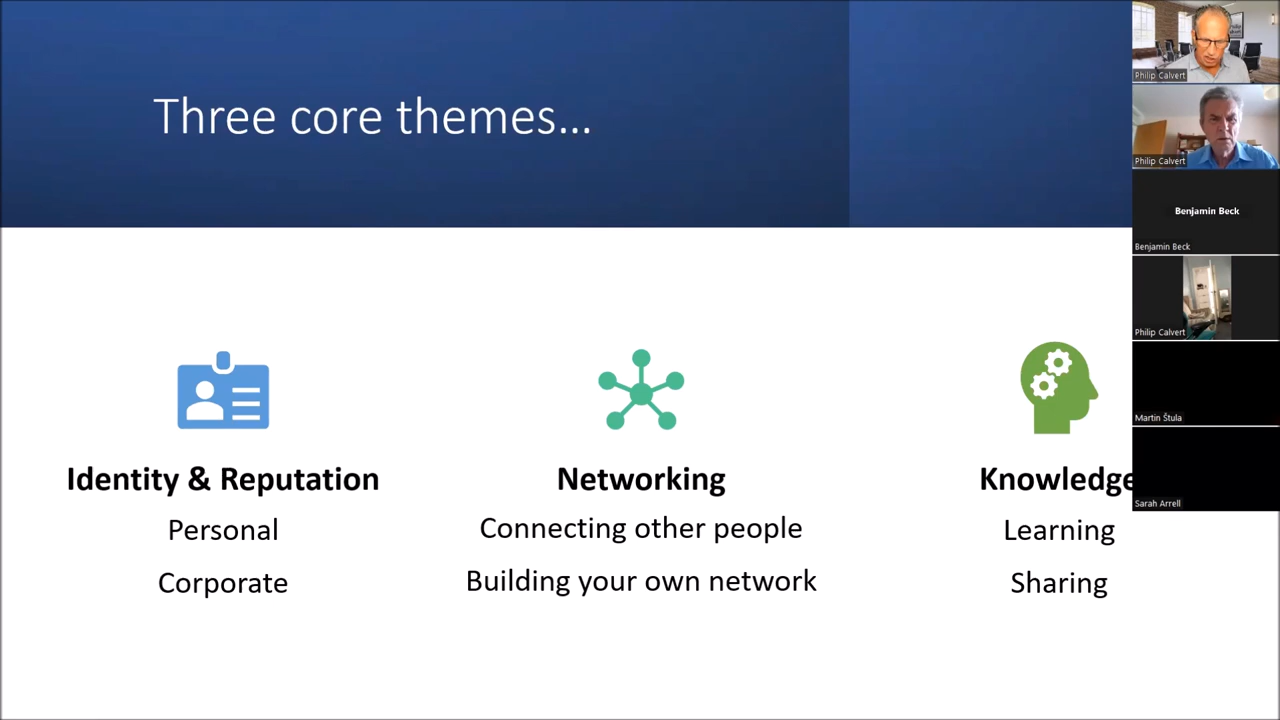 Three core themes...
Identity & Reputation
Personal
Corporate
Networking
Connecting other people
Building your own network
Knowledge
Learning
Sharing
Philip Calvert
Philip Calvert
Benjamin Beck
Benjamin Beck
Philip Calvert
Martin Štula
Sarah Arrell